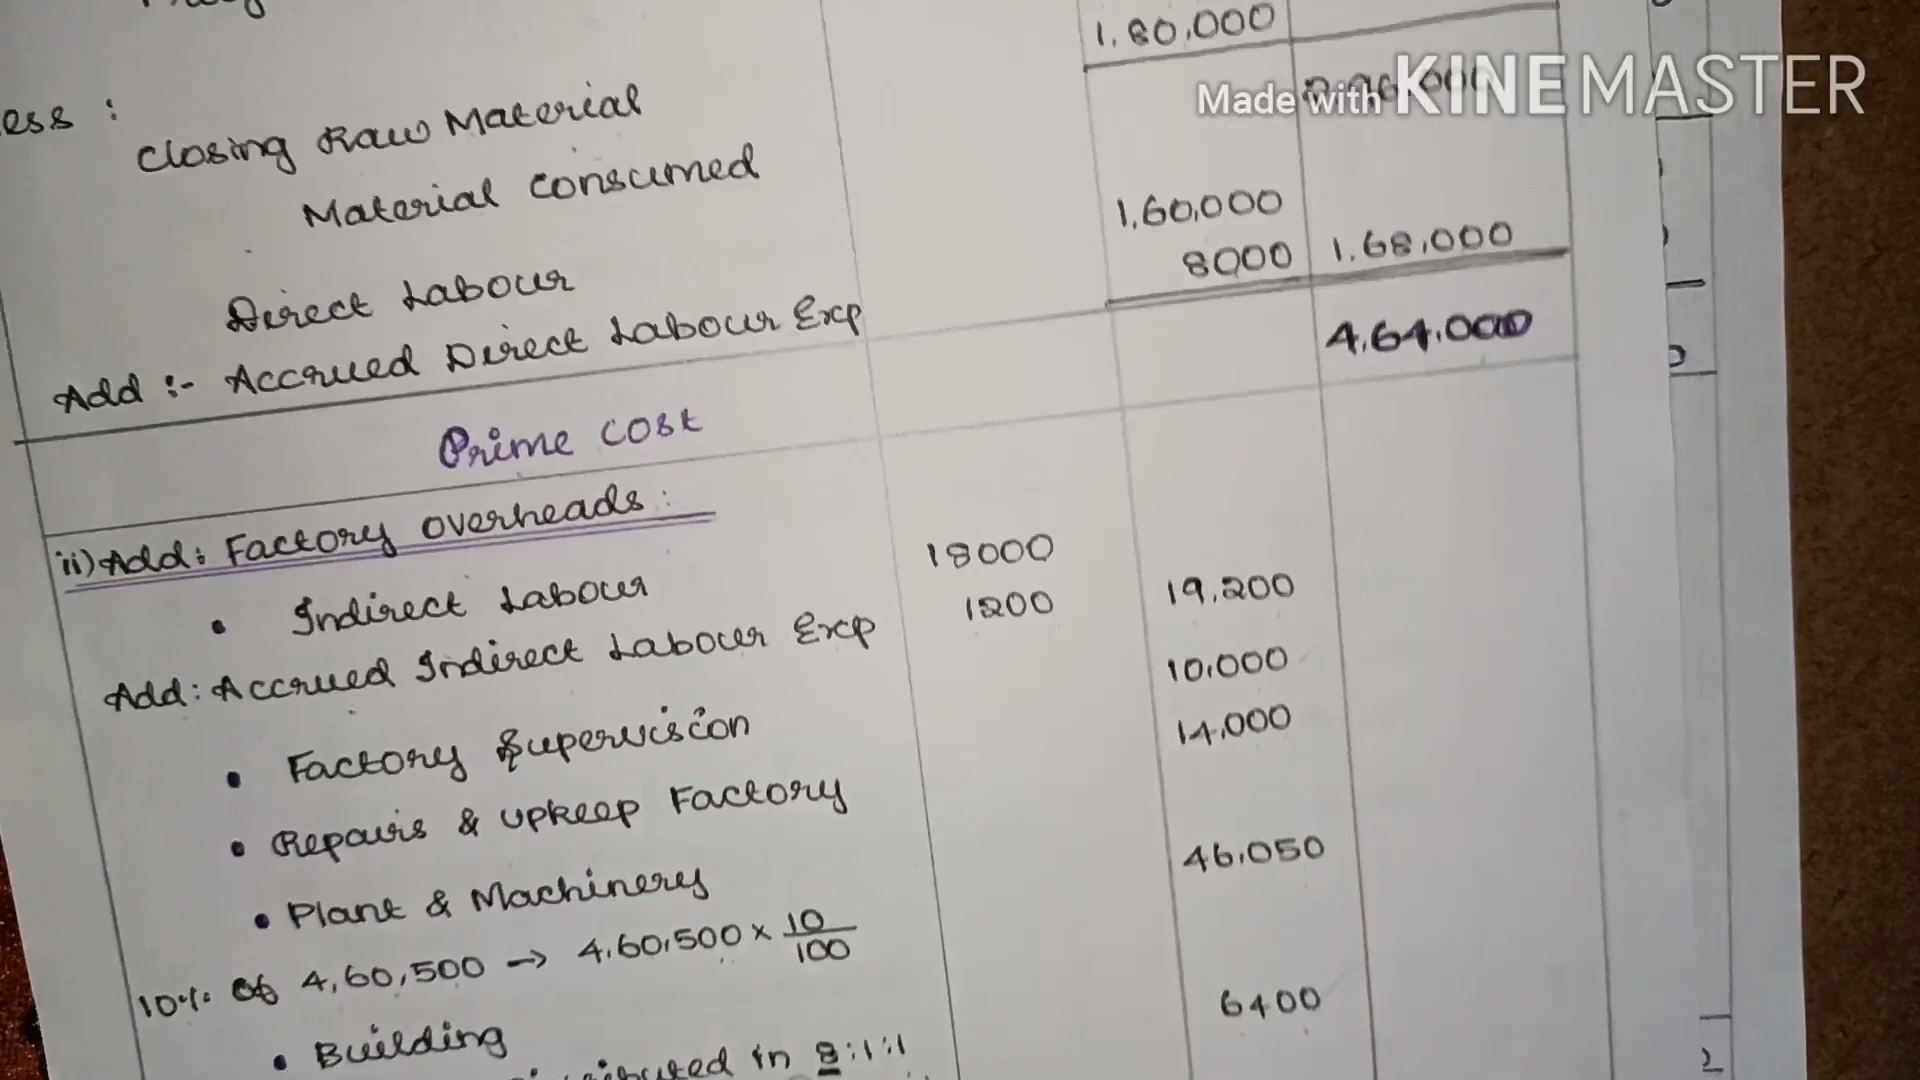 1,80,000
Made with KINEMASTER
Closing Raw Material
Material consumed
Direct Labour 1,60,000
Add :- Accrued Direct Labour Exp 8000 1,68,000
Prime cost 4,64,000
ii) Add: Factory overheads:
• Indirect Labour 18000
Add: Accrued Indirect Labour Exp 1200 19,200
• Factory Supervision 10,000
• Repairs & upkeep Factory 14,000
• Plant & Machinery
10% of 4,60,500 → 4,60,500 × 10/100 46,050
• Building
in 8:1:1 6400